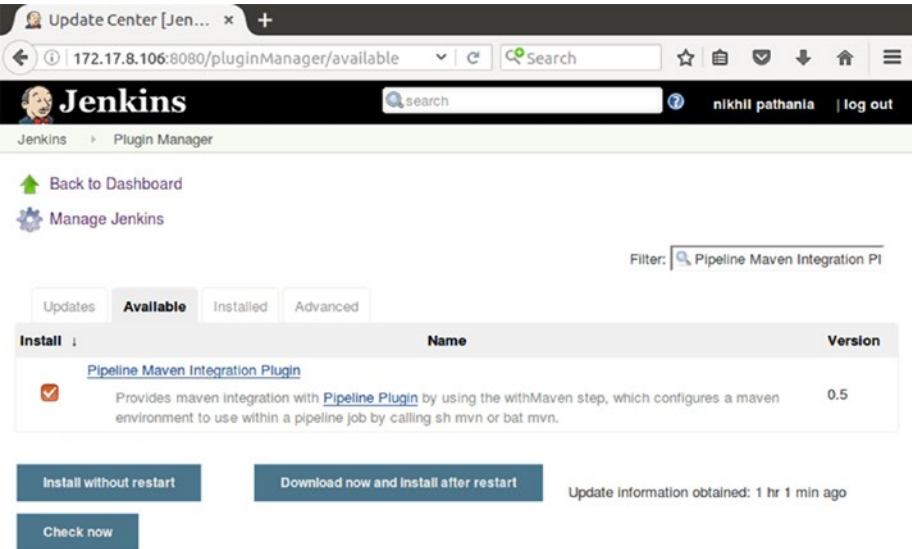 Update Center [Jen...
172.17.8.106:8080/pluginManager/available
Search
Jenkins
search
nikhil pathania
| log out
Jenkins
Plugin Manager
Back to Dashboard
Manage Jenkins
Filter: Pipeline Maven Integration Pl
Updates
Available
Installed
Advanced
Install ↓
Name
Version
Pipeline Maven Integration Plugin
Provides maven integration with Pipeline Plugin by using the withMaven step, which configures a maven
environment to use within a pipeline job by calling sh mvn or bat mvn.
0.5
Install without restart
Download now and install after restart
Update information obtained: 1 hr 1 min ago
Check now